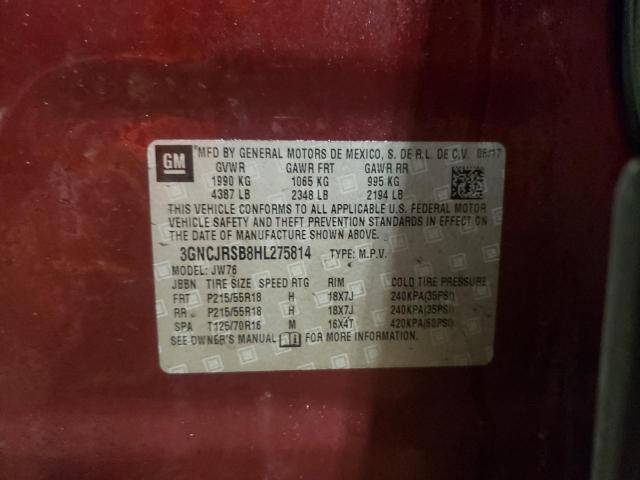 GM
MFD BY GENERAL MOTORS DE MEXICO, S. DE R.L. DE C.V. 06/17
GVWR GAWR FRT GAWR RR
1990 KG 1065 KG 995 KG
4387 LB 2348 LB 2194 LB
THIS VEHICLE CONFORMS TO ALL APPLICABLE U.S. FEDERAL MOTOR
VEHICLE SAFETY AND THEFT PREVENTION STANDARDS IN EFFECT ON
THE DATE OF MANUFACTURE SHOWN ABOVE.
3GNCJRSB8HL275814 TYPE: M.P.V.
MODEL: JW76
JBBN TIRE SIZE SPEED RTG RIM COLD TIRE PRESSURE
FRT P215/55R18 H 18X7J 240KPA(35PSI)
RR P215/55R18 H 18X7J 240KPA(35PSI)
SPA T125/70R16 M 16X4T 420KPA(60PSI)
SEE OWNER'S MANUAL FOR MORE INFORMATION.